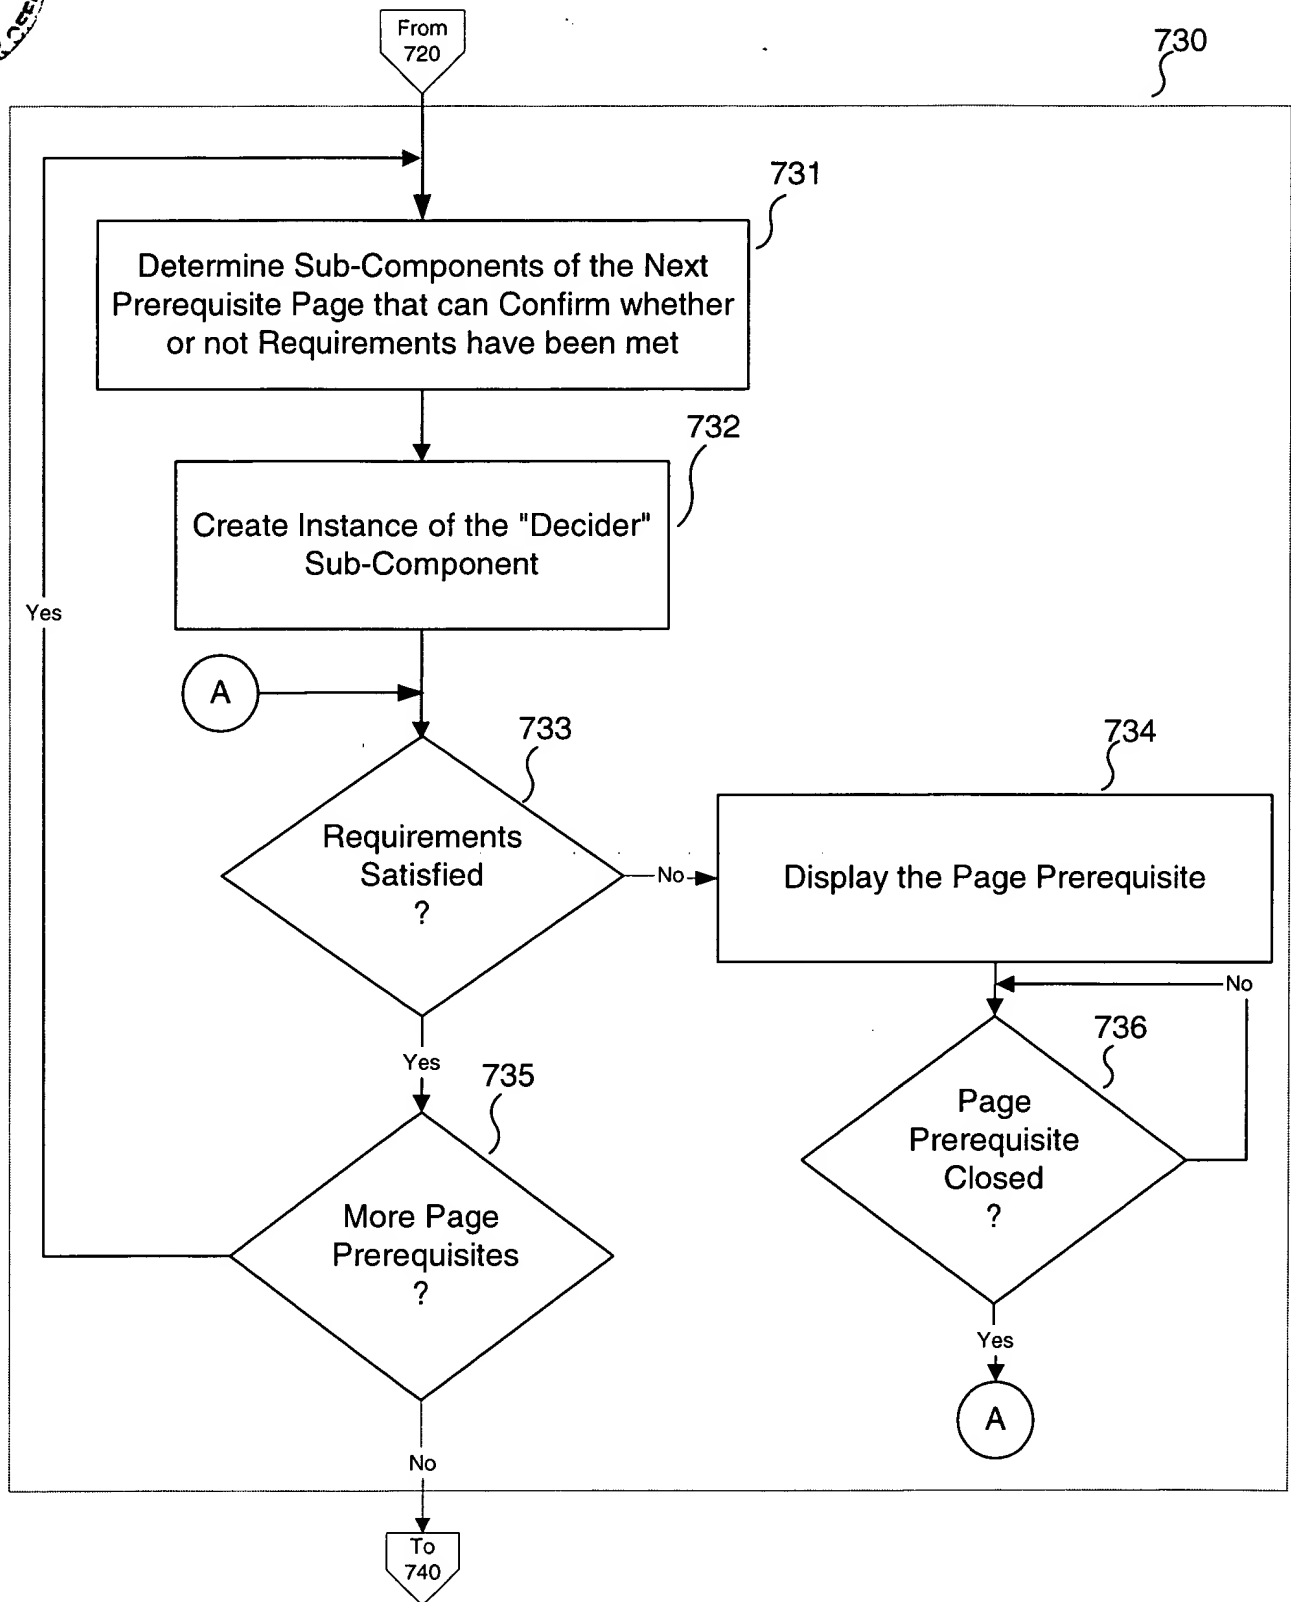 From
720
730
731
Determine Sub-Components of the Next
Prerequisite Page that can Confirm whether
or not Requirements have been met
732
Create Instance of the "Decider"
Sub-Component
Yes
A
733
Requirements
Satisfied
?
No
734
Display the Page Prerequisite
No
736
Page
Prerequisite
Closed
?
Yes
A
Yes
735
More Page
Prerequisites
?
No
To
740